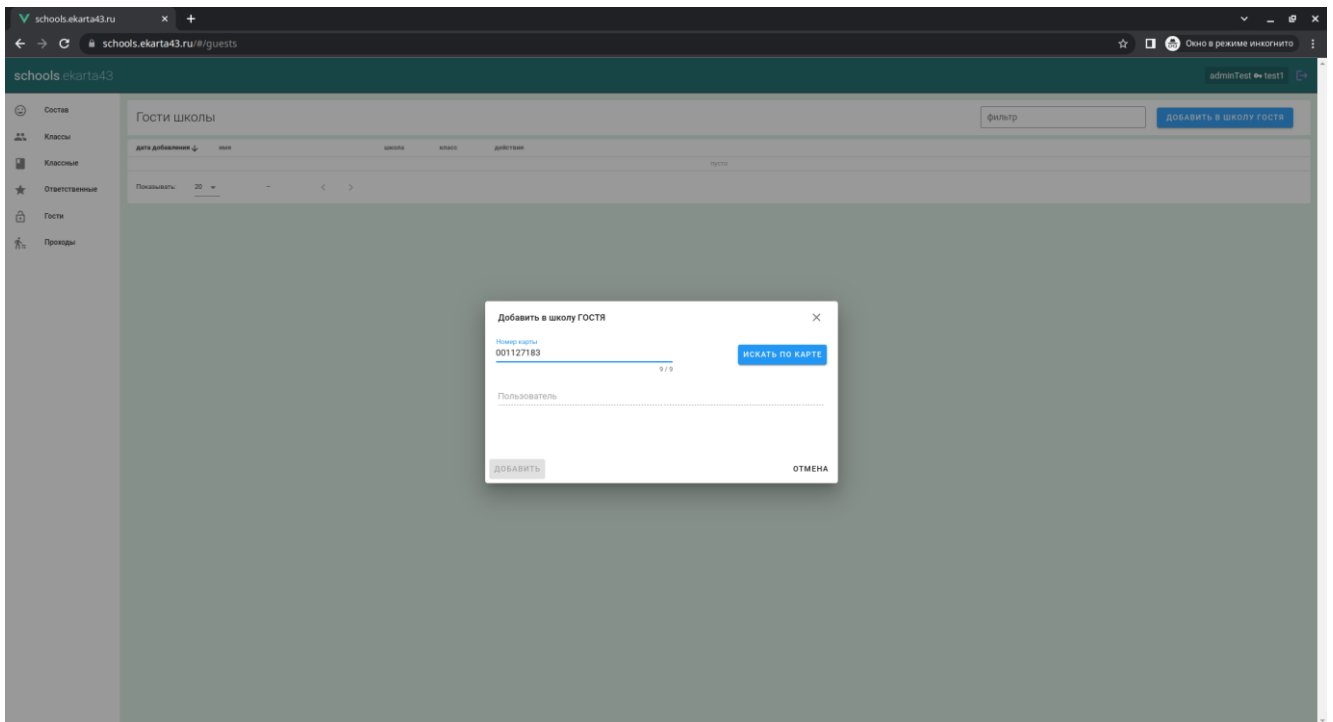 schools.ekarta43.ru
schools.ekarta43.ru/#/guests
Окно в режиме инкогнито
schools.ekarta43
adminTest test1
Состав
Классы
Классные
Ответственные
Гости
Проходы
Гости школы
фильтр
ДОБАВИТЬ В ШКОЛУ ГОСТЯ
дата добавления имя школа класс действия
пусто
Показывать: 20 –
Добавить в школу ГОСТЯ
Номер карты
001127183
ИСКАТЬ ПО КАРТЕ
9 / 9
Пользователь
ДОБАВИТЬ
ОТМЕНА